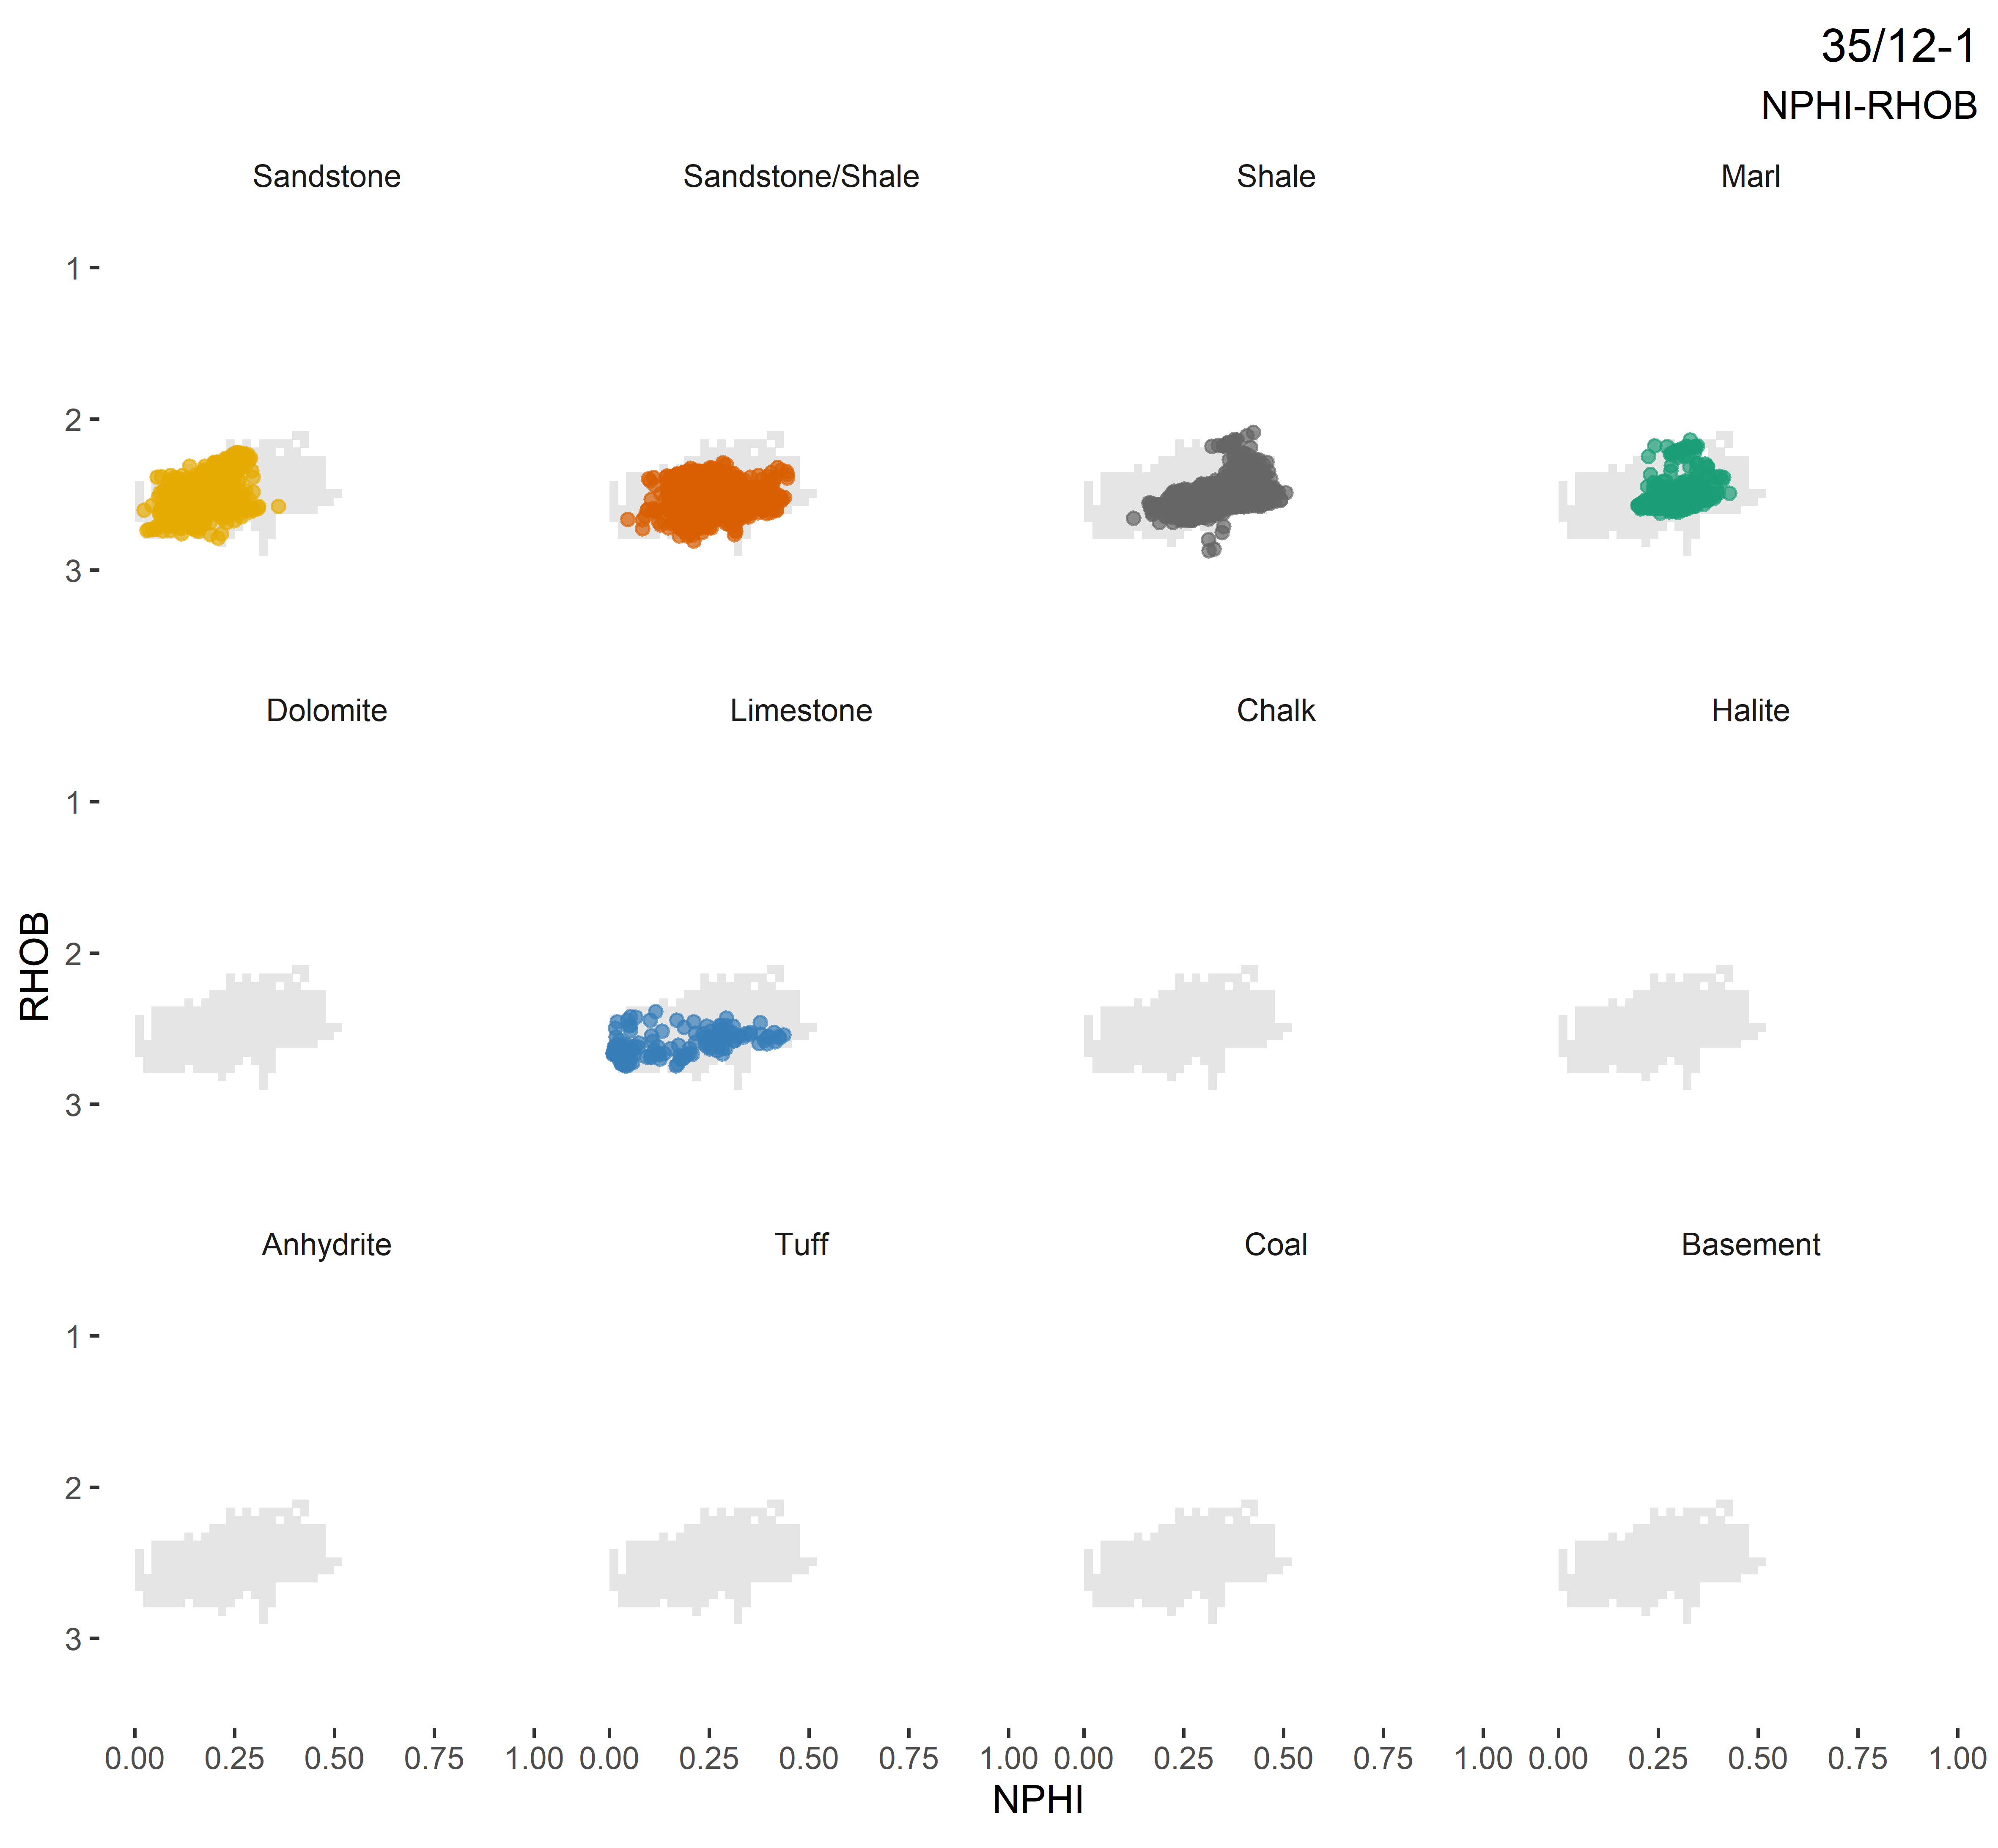 35/12-1
NPHI-RHOB
Sandstone Sandstone/Shale Shale Marl
1
2
3
Dolomite Limestone Chalk Halite
1
2
3
RHOB
Anhydrite Tuff Coal Basement
1
2
3
0.00 0.25 0.50 0.75 1.00 0.00 0.25 0.50 0.75 1.00 0.00 0.25 0.50 0.75 1.00 0.00 0.25 0.50 0.75 1.00
NPHI